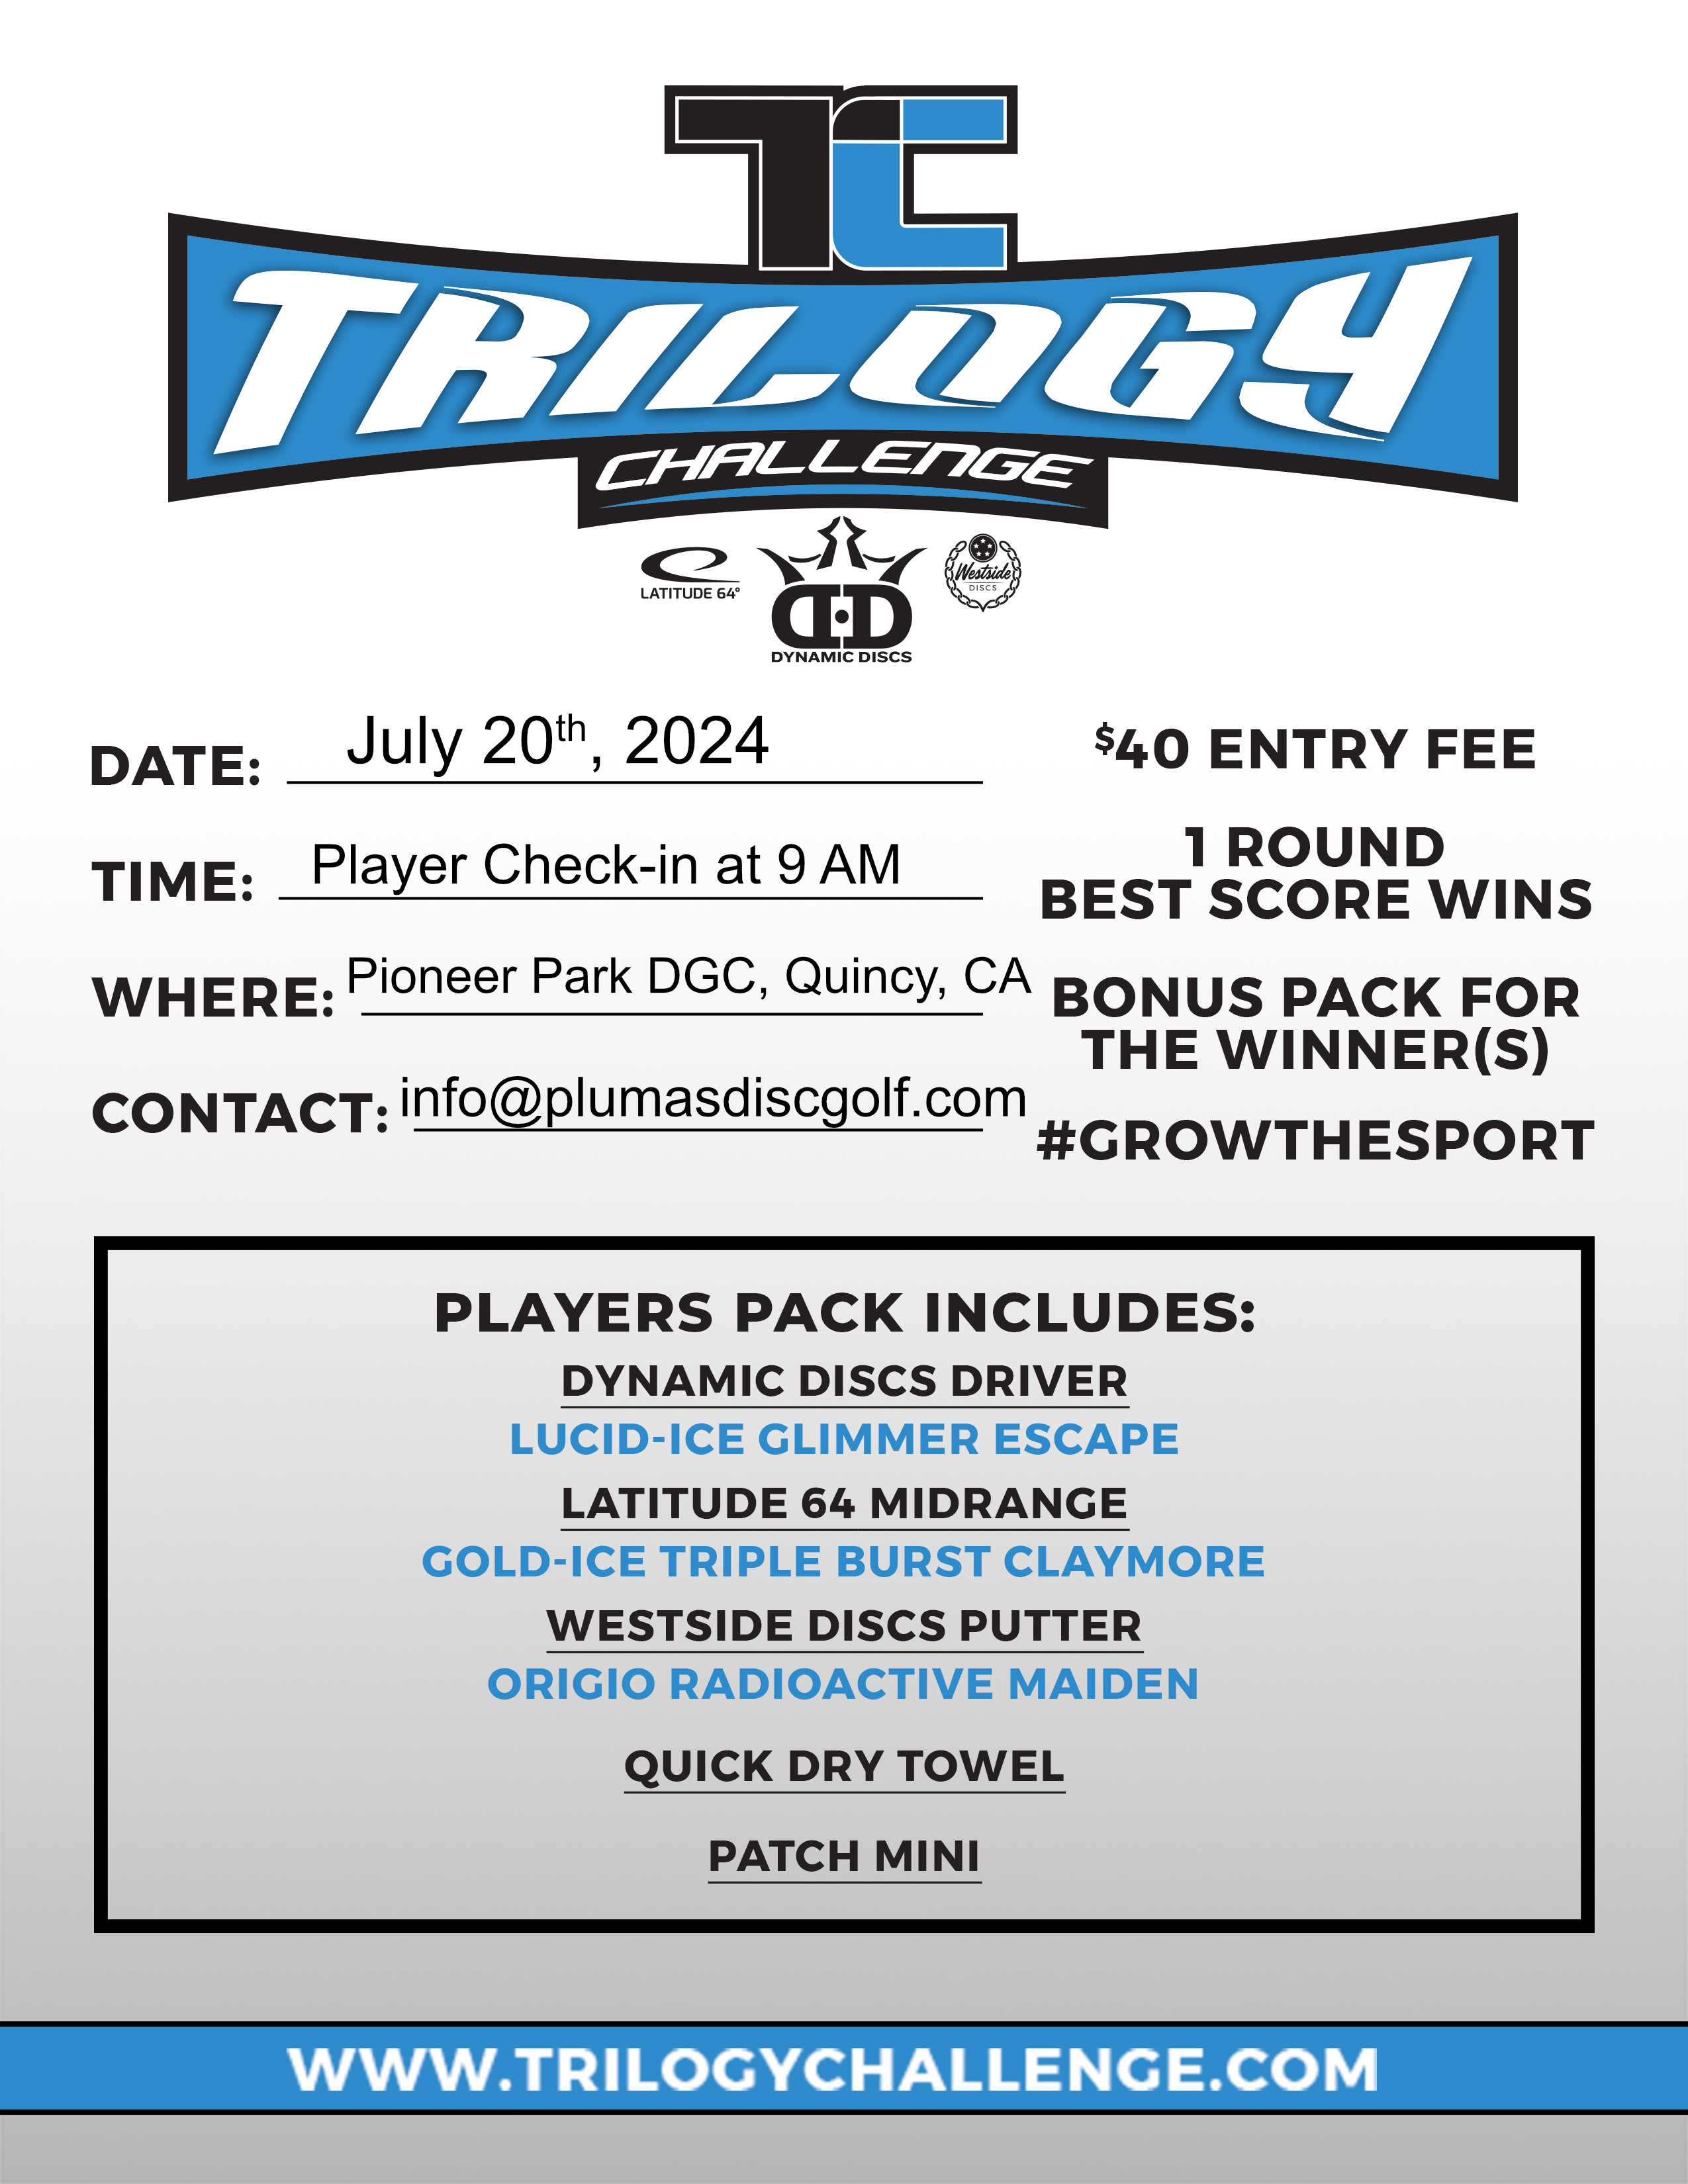 TC
TRILOGY
CHALLENGE
LATITUDE 64°
DYNAMIC DISCS
Westside
DISCS
DATE: July 20th, 2024
TIME: Player Check-in at 9 AM
WHERE: Pioneer Park DGC, Quincy, CA
CONTACT: info@plumasdiscgolf.com
$40 ENTRY FEE
1 ROUND
BEST SCORE WINS
BONUS PACK FOR
THE WINNER(S)
#GROWTHESPORT
PLAYERS PACK INCLUDES:
DYNAMIC DISCS DRIVER
LUCID-ICE GLIMMER ESCAPE
LATITUDE 64 MIDRANGE
GOLD-ICE TRIPLE BURST CLAYMORE
WESTSIDE DISCS PUTTER
ORIGIO RADIOACTIVE MAIDEN
QUICK DRY TOWEL
PATCH MINI
WWW.TRILOGYCHALLENGE.COM